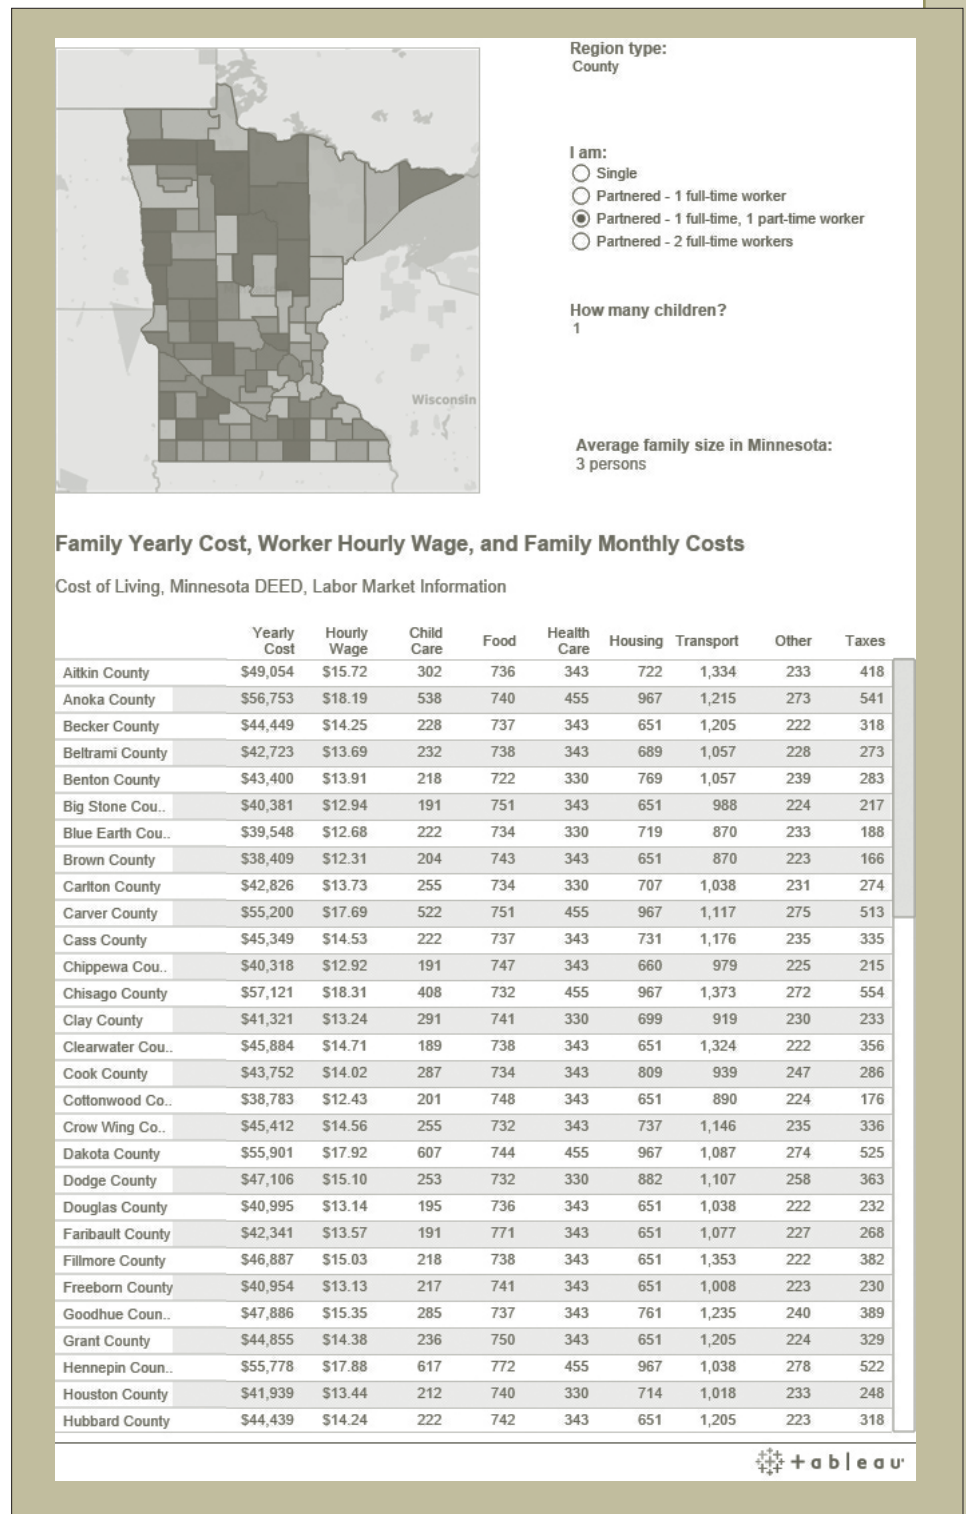 Region type:
County
I am:
Single
Partnered - 1 full-time worker
Partnered - 1 full-time, 1 part-time worker
Partnered - 2 full-time workers
How many children?
1
Wisconsin
Average family size in Minnesota:
3 persons
Family Yearly Cost, Worker Hourly Wage, and Family Monthly Costs
Cost of Living, Minnesota DEED, Labor Market Information
Yearly Cost Hourly Wage Child Care Food Health Care Housing Transport Other Taxes
Aitkin County $49,054 $15.72 302 736 343 722 1,334 233 418
Anoka County $56,753 $18.19 538 740 455 967 1,215 273 541
Becker County $44,449 $14.25 228 737 343 651 1,205 222 318
Beltrami County $42,723 $13.69 232 738 343 689 1,057 228 273
Benton County $43,400 $13.91 218 722 330 769 1,057 239 283
Big Stone Cou.. $40,381 $12.94 191 751 343 651 988 224 217
Blue Earth Cou.. $39,548 $12.68 222 734 330 719 870 233 188
Brown County $38,409 $12.31 204 743 343 651 870 223 166
Carlton County $42,826 $13.73 255 734 330 707 1,038 231 274
Carver County $55,200 $17.69 522 751 455 967 1,117 275 513
Cass County $45,349 $14.53 222 737 343 731 1,176 235 335
Chippewa Cou.. $40,318 $12.92 191 747 343 660 979 225 215
Chisago County $57,121 $18.31 408 732 455 967 1,373 272 554
Clay County $41,321 $13.24 291 741 330 699 919 230 233
Clearwater Cou.. $45,884 $14.71 189 738 343 651 1,324 222 356
Cook County $43,752 $14.02 287 734 343 809 939 247 286
Cottonwood Co.. $38,783 $12.43 201 748 343 651 890 224 176
Crow Wing Co.. $45,412 $14.56 255 732 343 737 1,146 235 336
Dakota County $55,901 $17.92 607 744 455 967 1,087 274 525
Dodge County $47,106 $15.10 253 732 330 882 1,107 258 363
Douglas County $40,995 $13.14 195 736 343 651 1,038 222 232
Faribault County $42,341 $13.57 191 771 343 651 1,077 227 268
Fillmore County $46,887 $15.03 218 738 343 651 1,353 222 382
Freeborn County $40,954 $13.13 217 741 343 651 1,008 223 230
Goodhue Coun.. $47,886 $15.35 285 737 343 761 1,235 240 389
Grant County $44,855 $14.38 236 750 343 651 1,205 224 329
Hennepin Coun.. $55,778 $17.88 617 772 455 967 1,038 278 522
Houston County $41,939 $13.44 212 740 330 714 1,018 233 248
Hubbard County $44,439 $14.24 222 742 343 651 1,205 223 318
+ableau